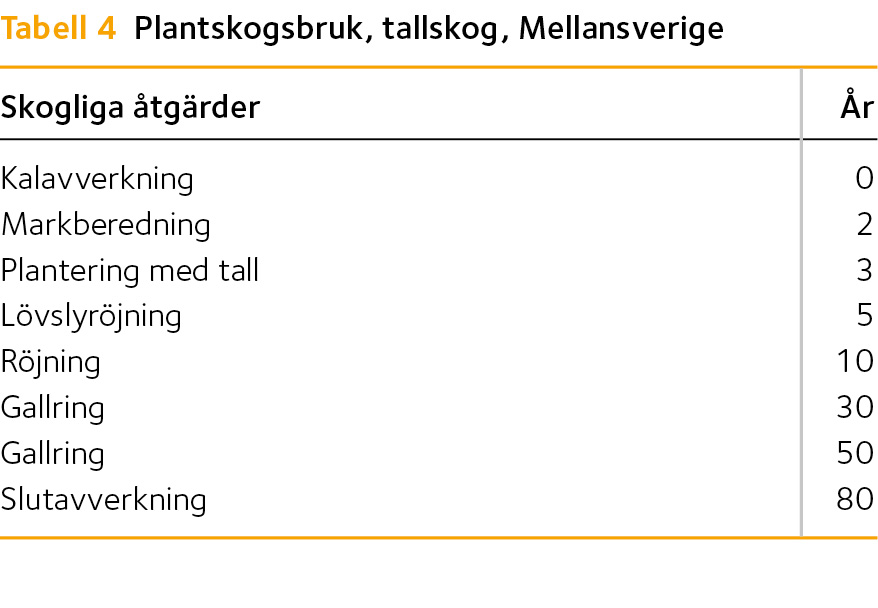 Tabell 4 Plantskogsbruk, tallskog, Mellansverige
Skogliga åtgärder År
Kalavverkning 0
Markberedning 2
Plantering med tall 3
Lövslyröjning 5
Röjning 10
Gallring 30
Gallring 50
Slutavverkning 80